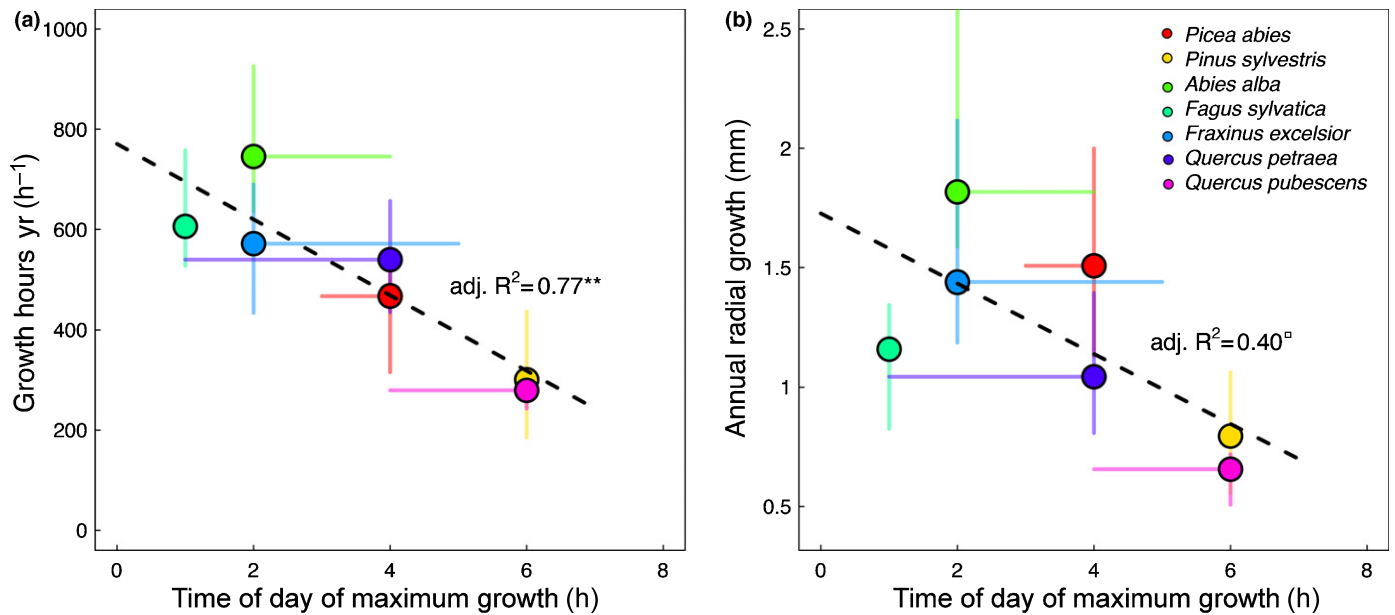 (a)
1000
800
600
400
200
0
Growth hours yr (h⁻¹)
adj. R²=0.77**
0 2 4 6 8
Time of day of maximum growth (h)
(b)
2.5
2
1.5
1
0.5
Annual radial growth (mm)
Picea abies
Pinus sylvestris
Abies alba
Fagus sylvatica
Fraxinus excelsior
Quercus petraea
Quercus pubescens
adj. R²=0.40¤
0 2 4 6 8
Time of day of maximum growth (h)